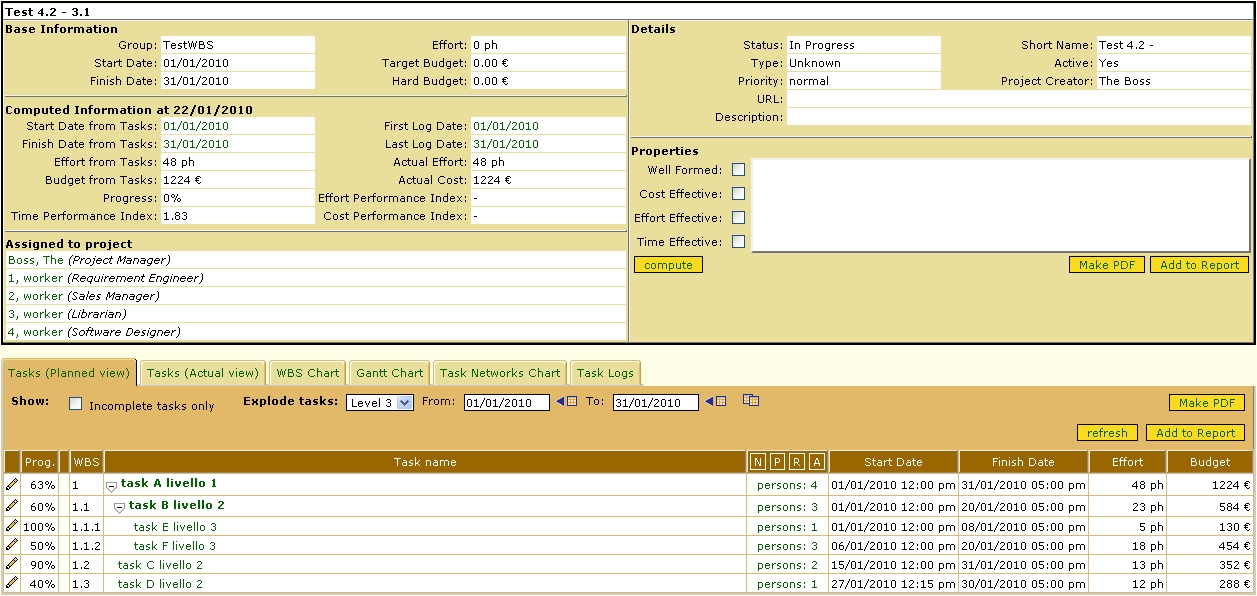 Test 4.2 - 3.1
Base Information
Group: TestWBS Effort: 0 ph
Start Date: 01/01/2010 Target Budget: 0.00 €
Finish Date: 31/01/2010 Hard Budget: 0.00 €
Computed Information at 22/01/2010
Start Date from Tasks: 01/01/2010 First Log Date: 01/01/2010
Finish Date from Tasks: 31/01/2010 Last Log Date: 31/01/2010
Effort from Tasks: 48 ph Actual Effort: 48 ph
Budget from Tasks: 1224 € Actual Cost: 1224 €
Progress: 0% Effort Performance Index: -
Time Performance Index: 1.83 Cost Performance Index: -
Assigned to project
Boss, The (Project Manager)
1, worker (Requirement Engineer)
2, worker (Sales Manager)
3, worker (Librarian)
4, worker (Software Designer)
Details
Status: In Progress Short Name: Test 4.2 -
Type: Unknown Active: Yes
Priority: normal Project Creator: The Boss
URL:
Description:
Properties
Well Formed:
Cost Effective:
Effort Effective:
Time Effective:
compute Make PDF Add to Report
Tasks (Planned view) Tasks (Actual view) WBS Chart Gantt Chart Task Networks Chart Task Logs
Show: Incomplete tasks only Explode tasks: Level 3 From: 01/01/2010 To: 31/01/2010 Make PDF
refresh Add to Report
Prog. WBS Task name N P R A Start Date Finish Date Effort Budget
63% 1 task A livello 1 persons: 4 01/01/2010 12:00 pm 31/01/2010 05:00 pm 48 ph 1224 €
60% 1.1 task B livello 2 persons: 3 01/01/2010 12:00 pm 20/01/2010 05:00 pm 23 ph 584 €
100% 1.1.1 task E livello 3 persons: 1 01/01/2010 12:00 pm 08/01/2010 05:00 pm 5 ph 130 €
50% 1.1.2 task F livello 3 persons: 3 06/01/2010 12:00 pm 20/01/2010 05:00 pm 18 ph 454 €
90% 1.2 task C livello 2 persons: 2 15/01/2010 12:00 pm 31/01/2010 05:00 pm 13 ph 352 €
40% 1.3 task D livello 2 persons: 1 27/01/2010 12:15 pm 30/01/2010 05:00 pm 12 ph 288 €